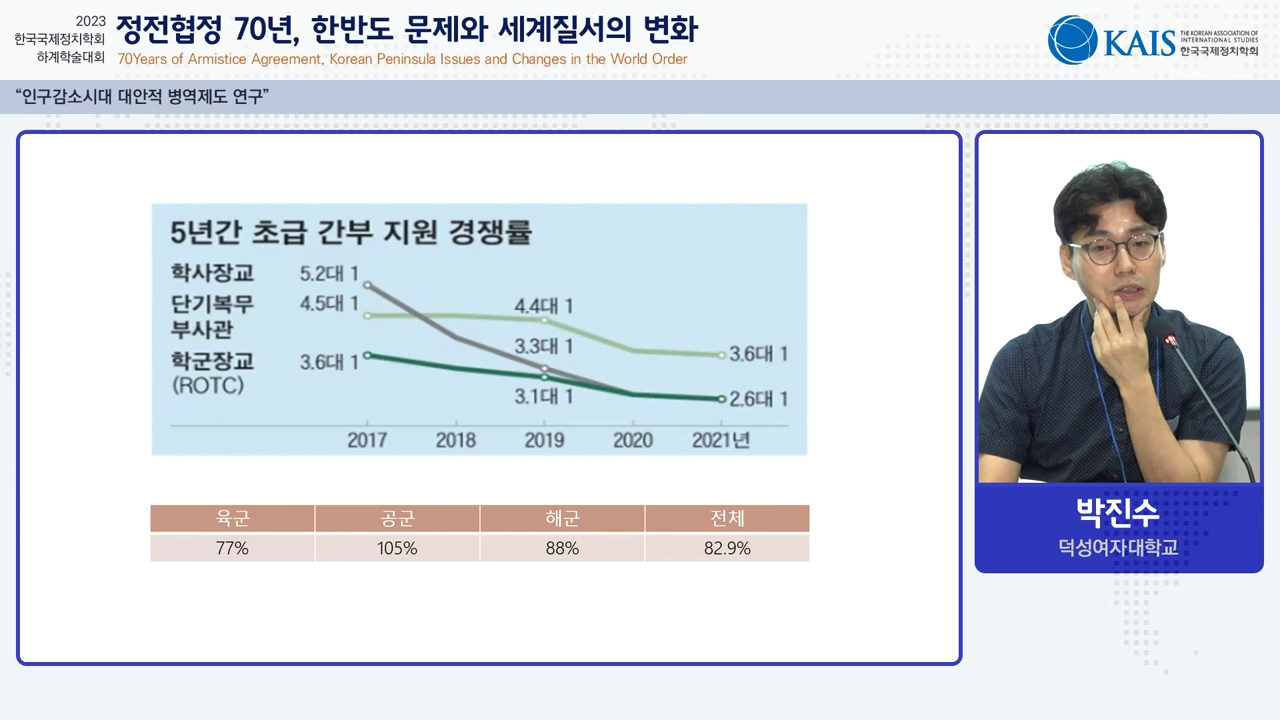 2023
한국국제정치학회
하계학술대회
정전협정 70년, 한반도 문제와 세계질서의 변화
70Years of Armistice Agreement, Korean Peninsula Issues and Changes in the World Order
KAIS
THE KOREAN ASSOCIATION OF
INTERNATIONAL STUDIES
한국국제정치학회
“인구감소시대 대안적 병역제도 연구”
5년간 초급 간부 지원 경쟁률
학사장교 5.2대 1
단기복무 4.5대 1 4.4대 1
부사관
3.3대 1
3.6대 1
학군장교 3.6대 1
(ROTC)
3.1대 1 2.6대 1
2017 2018 2019 2020 2021년
육군 공군 해군 전체
77% 105% 88% 82.9%
박진수
덕성여자대학교